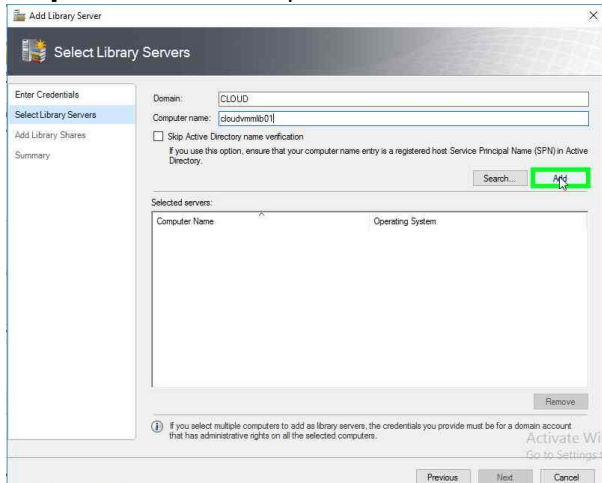 Add Library Server
Select Library Servers
Enter Credentials
Select Library Servers
Add Library Shares
Summary
Domain: CLOUD
Computer name: cloudvmmlib01
Skip Active Directory name verification
If you use this option, ensure that your computer name entry is a registered host Service Principal Name (SPN) in Active
Directory.
Search... Add
Selected servers:
Computer Name Operating System
Remove
If you select multiple computers to add as library servers, the credentials you provide must be for a domain account
that has administrative rights on all the selected computers.
Activate Wi
Go to Settings t
Previous Next Cancel